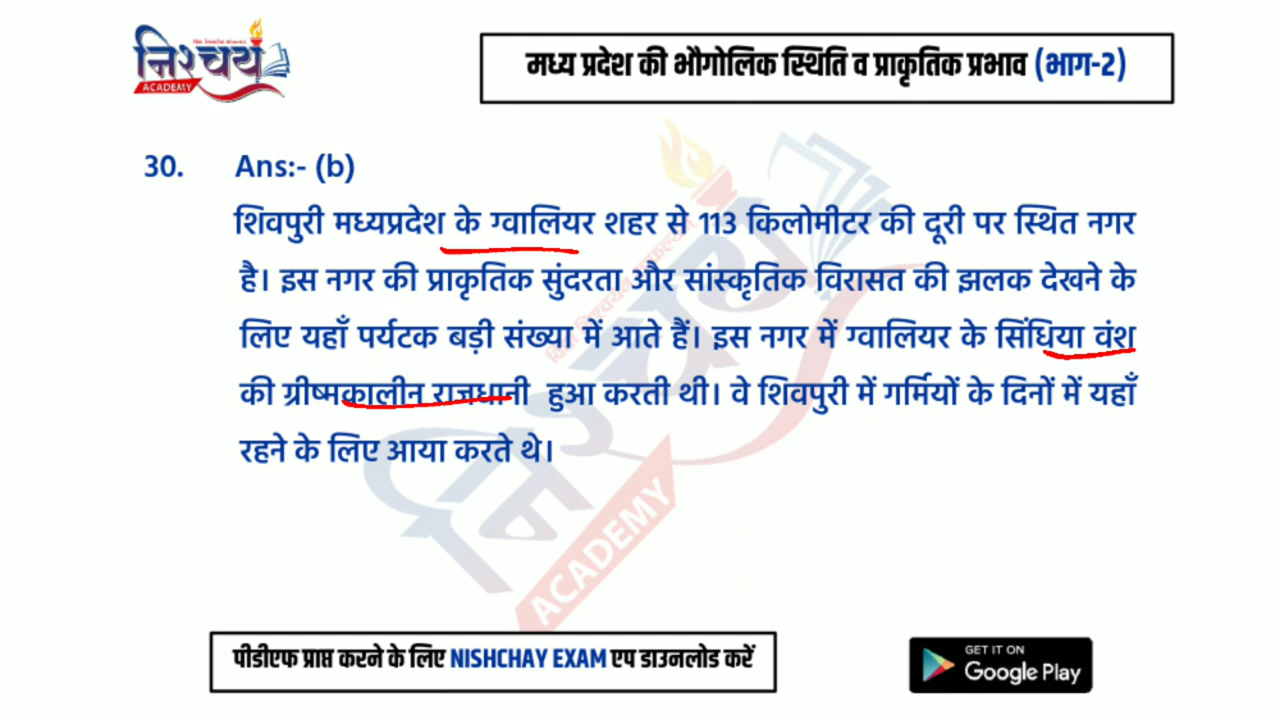 निश्चय
ACADEMY
मध्य प्रदेश की भौगोलिक स्थिति व प्राकृतिक प्रभाव (भाग-2)
30. Ans:- (b)
शिवपुरी मध्यप्रदेश के ग्वालियर शहर से 113 किलोमीटर की दूरी पर स्थित नगर
है। इस नगर की प्राकृतिक सुंदरता और सांस्कृतिक विरासत की झलक देखने के
लिए यहाँ पर्यटक बड़ी संख्या में आते हैं। इस नगर में ग्वालियर के सिंधिया वंश
की ग्रीष्मकालीन राजधानी हुआ करती थी। वे शिवपुरी में गर्मियों के दिनों में यहाँ
रहने के लिए आया करते थे।
निश्चय
ACADEMY
पीडीएफ प्राप्त करने के लिए NISHCHAY EXAM एप डाउनलोड करें
GET IT ON
Google Play